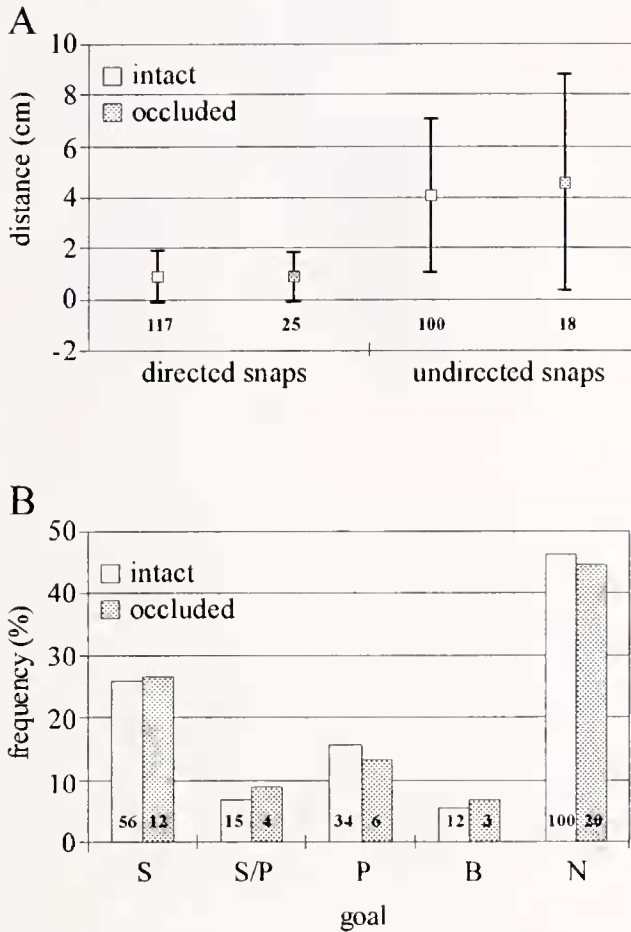 A
10
8
6
4
2
0
-2
distance (cm)
intact
occluded
117 25 100 18
directed snaps undirected snaps
B
50
40
30
20
10
0
frequency (%)
intact
occluded
56 12 15 4 34 6 12 3 100 20
S S/P P B N
goal